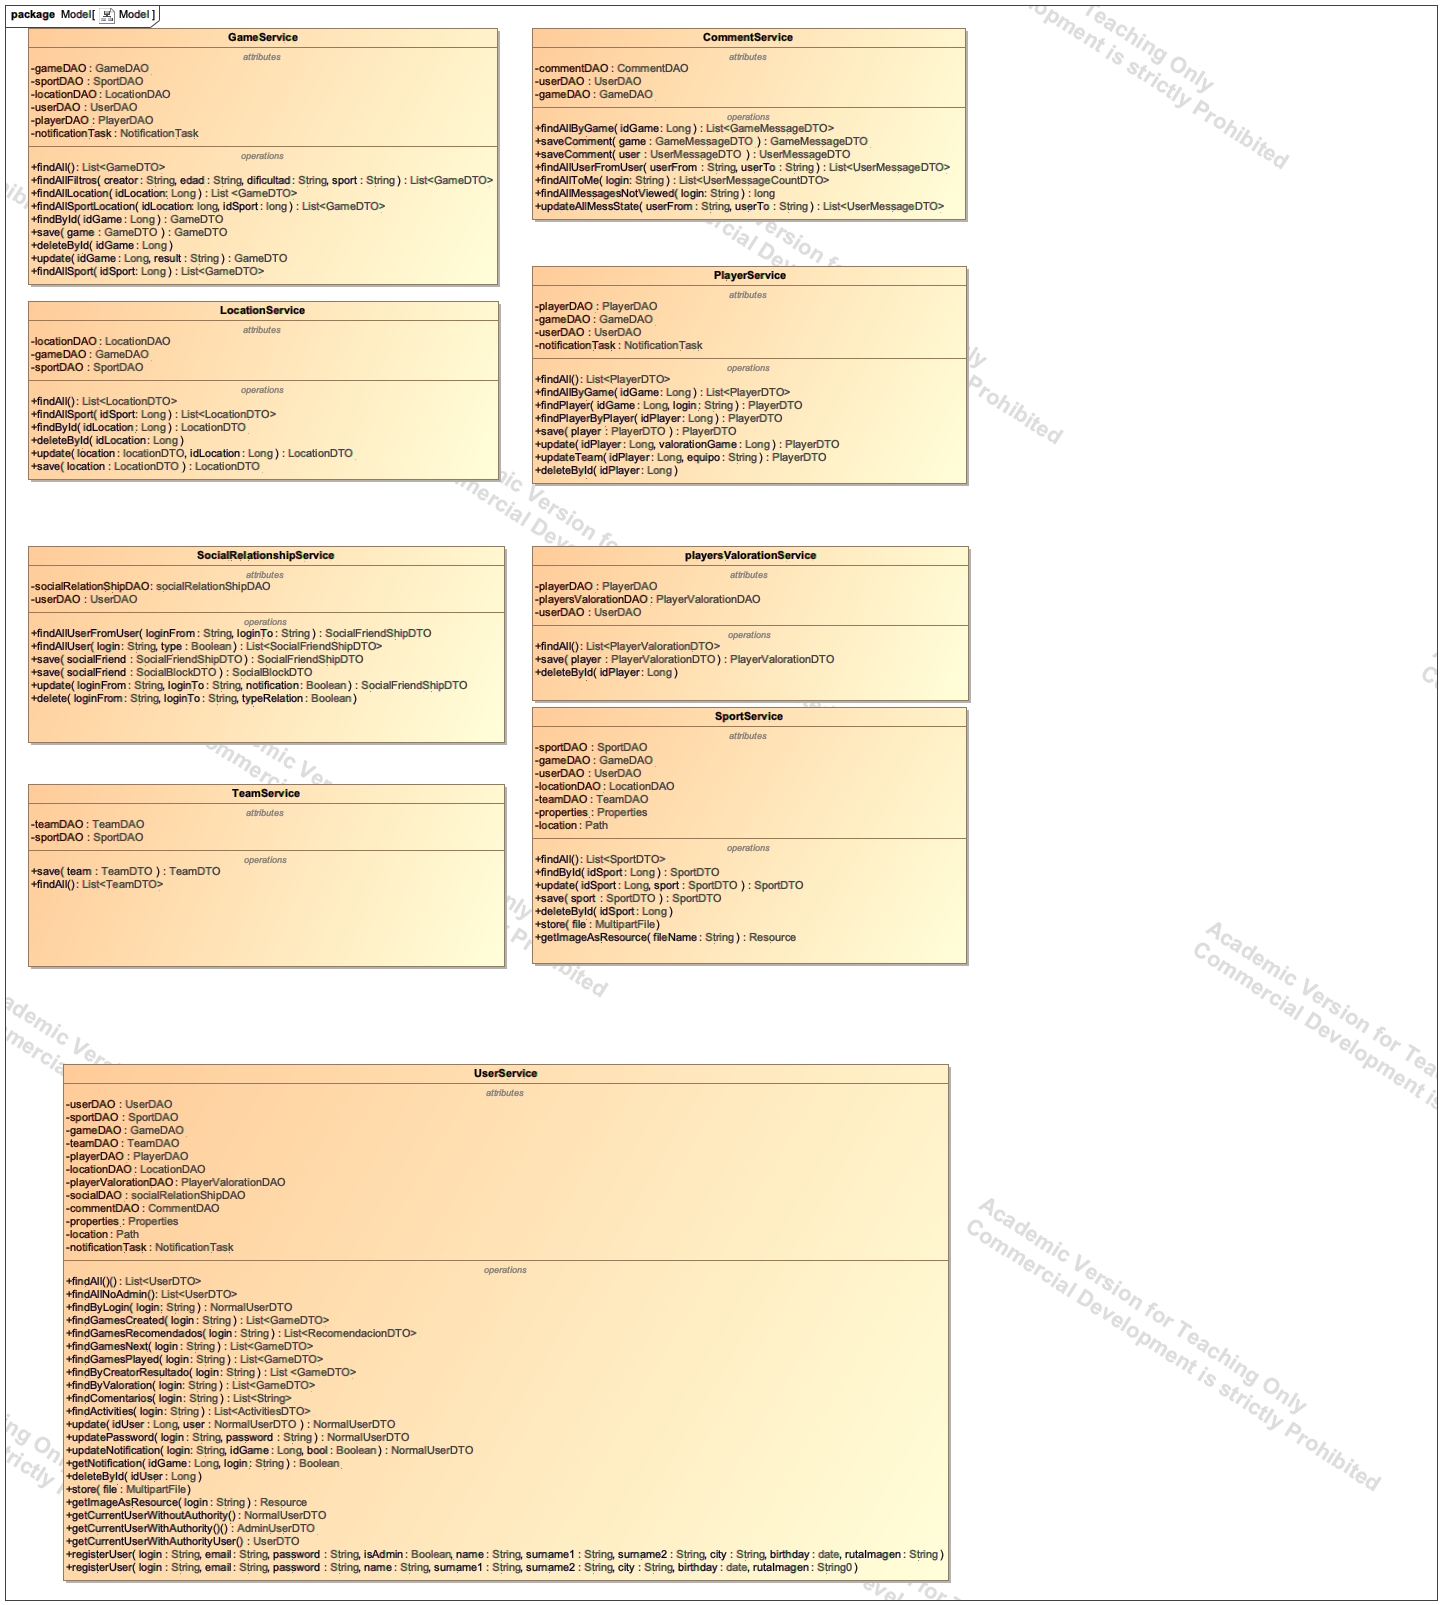 package Model[ Model ]
GameService
attributes
-gameDAO : GameDAO
-sportDAO : SportDAO
-locationDAO : LocationDAO
-userDAO : UserDAO
-playerDAO : PlayerDAO
-notificationTask : NotificationTask
operations
+findAll() : List<GameDTO>
+findAllFiltros( creator : String, edad : String, dificultad : String, sport : String ) : List<GameDTO>
+findAllLocation( idLocation : Long ) : List <GameDTO>
+findAllSportLocation( idLocation : long, idSport : long ) : List<GameDTO>
+findById( idGame : Long ) : GameDTO
+save( game : GameDTO ) : GameDTO
+deleteById( idGame : Long )
+update( idGame : Long, result : String ) : GameDTO
+findAllSport( idSport : Long ) : List<GameDTO>
CommentService
attributes
-commentDAO : CommentDAO
-userDAO : UserDAO
-gameDAO : GameDAO
operations
+findAllByGame( idGame : Long ) : List<GameMessageDTO>
+saveComment( game : GameMessageDTO ) : GameMessageDTO
+saveComment( user : UserMessageDTO ) : UserMessageDTO
+findAllUserFromUser( userFrom : String, userTo : String ) : List<UserMessageDTO>
+findAllToMe( login : String ) : List<UserMessageCountDTO>
+findAllMessagesNotViewed( login : String ) : long
+updateAllMessState( userFrom : String, userTo : String ) : List<UserMessageDTO>
LocationService
attributes
-locationDAO : LocationDAO
-gameDAO : GameDAO
-sportDAO : SportDAO
operations
+findAll() : List<LocationDTO>
+findAllSport( idSport : Long ) : List<LocationDTO>
+findById( idLocation : Long ) : LocationDTO
+deleteById( idLocation : Long )
+update( location : locationDTO, idLocation : Long ) : LocationDTO
+save( location : LocationDTO ) : LocationDTO
PlayerService
attributes
-playerDAO : PlayerDAO
-gameDAO : GameDAO
-userDAO : UserDAO
-notificationTask : NotificationTask
operations
+findAll() : List<PlayerDTO>
+findAllByGame( idGame : Long ) : List<PlayerDTO>
+findPlayer( idGame : Long, login : String ) : PlayerDTO
+findPlayerByPlayer( idPlayer : Long ) : PlayerDTO
+save( player : PlayerDTO ) : PlayerDTO
+update( idPlayer : Long, valorationGame : Long ) : PlayerDTO
+updateTeam( idPlayer : Long, equipo : String ) : PlayerDTO
+deleteById( idPlayer : Long )
SocialRelationshipService
attributes
-socialRelationShipDAO : socialRelationShipDAO
-userDAO : UserDAO
operations
+findAllUserFromUser( loginFrom : String, loginTo : String ) : SocialFriendShipDTO
+findAllUser( login : String, type : Boolean ) : List<SocialFriendShipDTO>
+save( socialFriend : SocialFriendShipDTO ) : SocialFriendShipDTO
+save( socialFriend : SocialBlockDTO ) : SocialBlockDTO
+update( loginFrom : String, loginTo : String, notification : Boolean ) : SocialFriendShipDTO
+delete( loginFrom : String, loginTo : String, typeRelation : Boolean )
playersValorationService
attributes
-playerDAO : PlayerDAO
-playersValorationDAO : PlayerValorationDAO
-userDAO : UserDAO
operations
+findAll() : List<PlayerValorationDTO>
+save( player : PlayerValorationDTO ) : PlayerValorationDTO
+deleteById( idPlayer : Long )
TeamService
attributes
-teamDAO : TeamDAO
-sportDAO : SportDAO
operations
+save( team : TeamDTO ) : TeamDTO
+findAll() : List<TeamDTO>
SportService
attributes
-sportDAO : SportDAO
-gameDAO : GameDAO
-userDAO : UserDAO
-locationDAO : LocationDAO
-teamDAO : TeamDAO
-properties : Properties
-location : Path
operations
+findAll() : List<SportDTO>
+findById( idSport : Long ) : SportDTO
+update( idSport : Long, sport : SportDTO ) : SportDTO
+save( sport : SportDTO ) : SportDTO
+deleteById( idSport : Long )
+store( file : MultipartFile )
+getImageAsResource( fileName : String ) : Resource
UserService
attributes
-userDAO : UserDAO
-sportDAO : SportDAO
-gameDAO : GameDAO
-teamDAO : TeamDAO
-playerDAO : PlayerDAO
-locationDAO : LocationDAO
-playerValorationDAO : PlayerValorationDAO
-socialDAO : socialRelationShipDAO
-commentDAO : CommentDAO
-properties : Properties
-location : Path
-notificationTask : NotificationTask
operations
+findAll()() : List<UserDTO>
+findAllNoAdmin() : List<UserDTO>
+findByLogin( login : String ) : NormalUserDTO
+findGamesCreated( login : String ) : List<GameDTO>
+findGamesRecomendados( login : String ) : List<RecomendacionDTO>
+findGamesNext( login : String ) : List<GameDTO>
+findGamesPlayed( login : String ) : List<GameDTO>
+findByCreatorResultado( login : String ) : List <GameDTO>
+findByValoration( login : String ) : List<GameDTO>
+findComentarios( login : String ) : List<String>
+findActivities( login : String ) : List<ActivitiesDTO>
+update( idUser : Long, user : NormalUserDTO ) : NormalUserDTO
+updatePassword( login : String, password : String ) : NormalUserDTO
+updateNotification( login : String, idGame : Long, bool : Boolean ) : NormalUserDTO
+getNotification( idGame : Long, login : String ) : Boolean
+deleteById( idUser : Long )
+store( file : MultipartFile )
+getImageAsResource( login : String ) : Resource
+getCurrentUserWithoutAuthority() : NormalUserDTO
+getCurrentUserWithAuthority()() : AdminUserDTO
+getCurrentUserWithAuthorityUser() : UserDTO
+registerUser( login : String, email : String, password : String, isAdmin : Boolean, name : String, surname1 : String, surname2 : String, city : String, birthday : date, rutaImagen : String )
+registerUser( login : String, email : String, password : String, name : String, surname1 : String, surname2 : String, city : String, birthday : date, rutaImagen : String0 )
Academic Version for Teaching Only
Commercial Development is strictly Prohibited